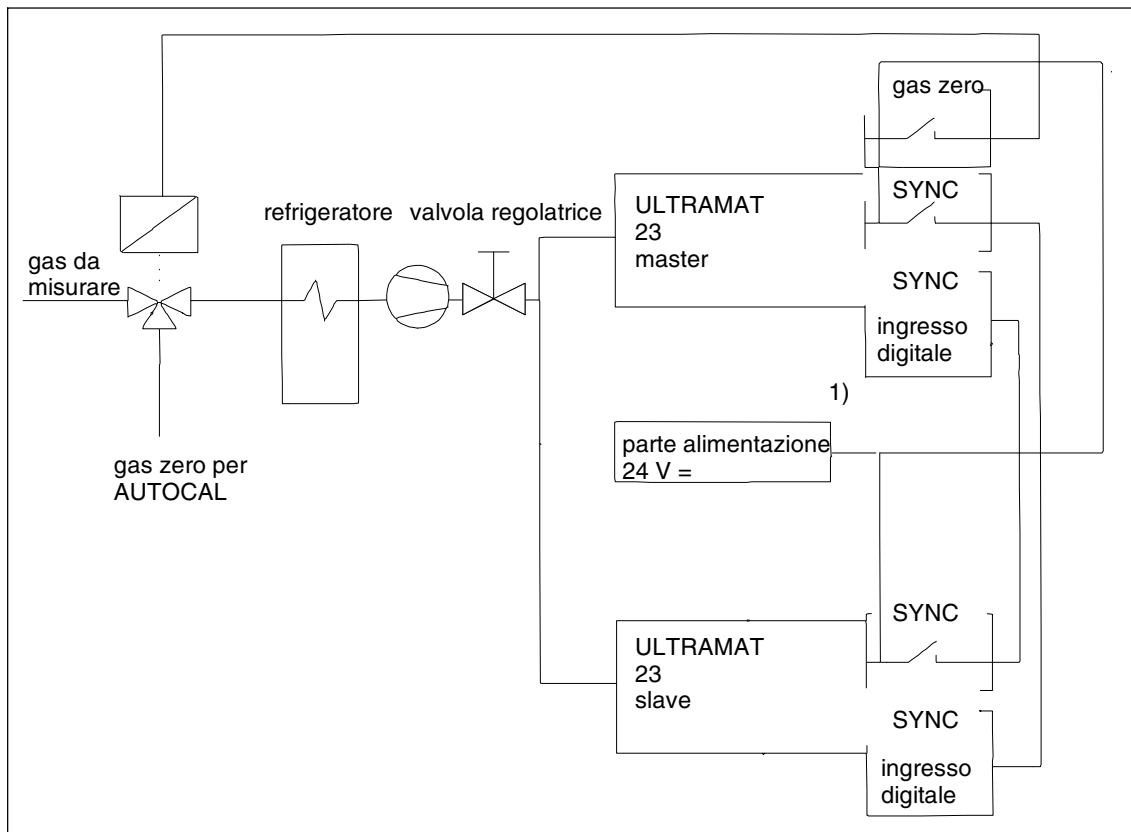 gas zero
SYNC
refrigeratore
valvola regolatrice
ULTRAMAT
23
master
gas da
misurare
SYNC
ingresso
digitale
1)
parte alimentazione
24 V =
gas zero per
AUTOCAL
SYNC
ULTRAMAT
23
slave
SYNC
ingresso
digitale